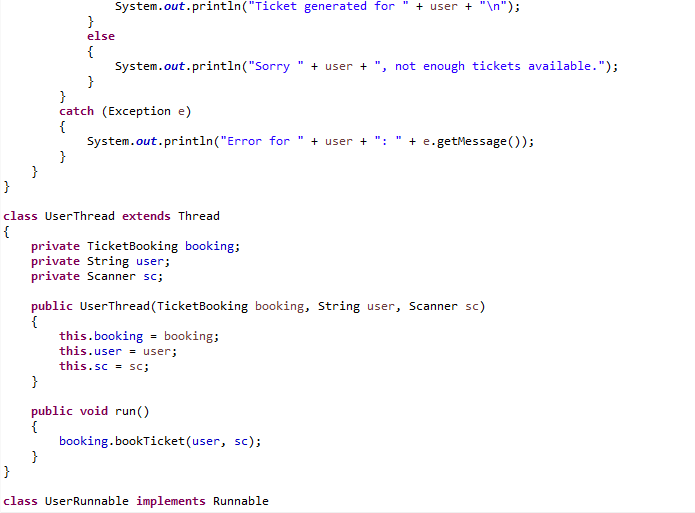 System.out.println("Ticket generated for " + user + "\n");
            }
            else
            {
                System.out.println("Sorry " + user + ", not enough tickets available.");
            }
        }
        catch (Exception e)
        {
            System.out.println("Error for " + user + ": " + e.getMessage());
        }
    }
}

class UserThread extends Thread
{
    private TicketBooking booking;
    private String user;
    private Scanner sc;

    public UserThread(TicketBooking booking, String user, Scanner sc)
    {
        this.booking = booking;
        this.user = user;
        this.sc = sc;
    }

    public void run()
    {
        booking.bookTicket(user, sc);
    }
}

class UserRunnable implements Runnable